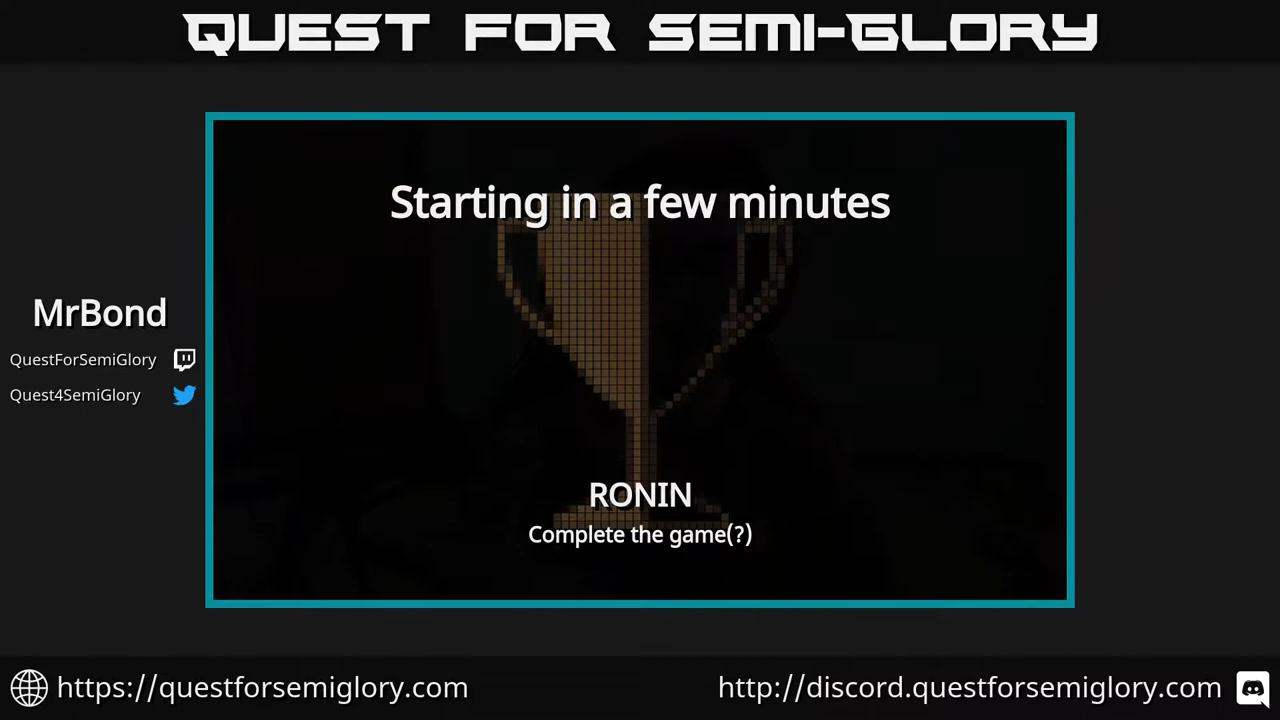 QUEST FOR SEMI-GLORY
Starting in a few minutes
MrBond
QuestForSemiGlory
Quest4SemiGlory
RONIN
Complete the game(?)
https://questforsemiglory.com
http://discord.questforsemiglory.com